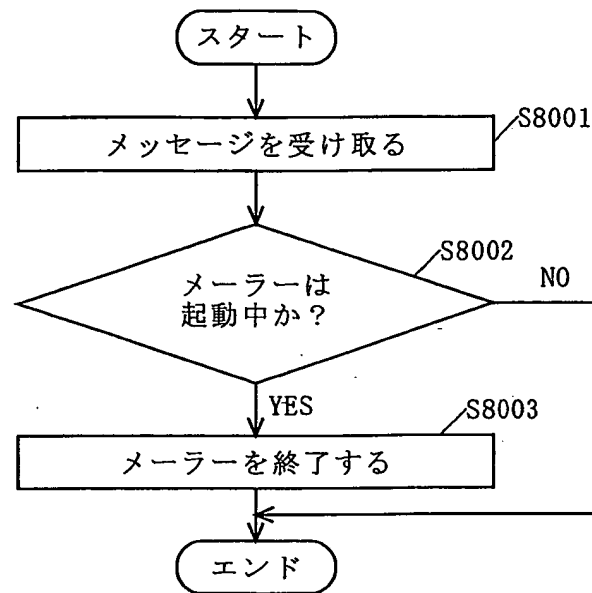 スタート
S8001
メッセージを受け取る
S8002
メーラーは
起動中か?
NO
YES
S8003
メーラーを終了する
エンド